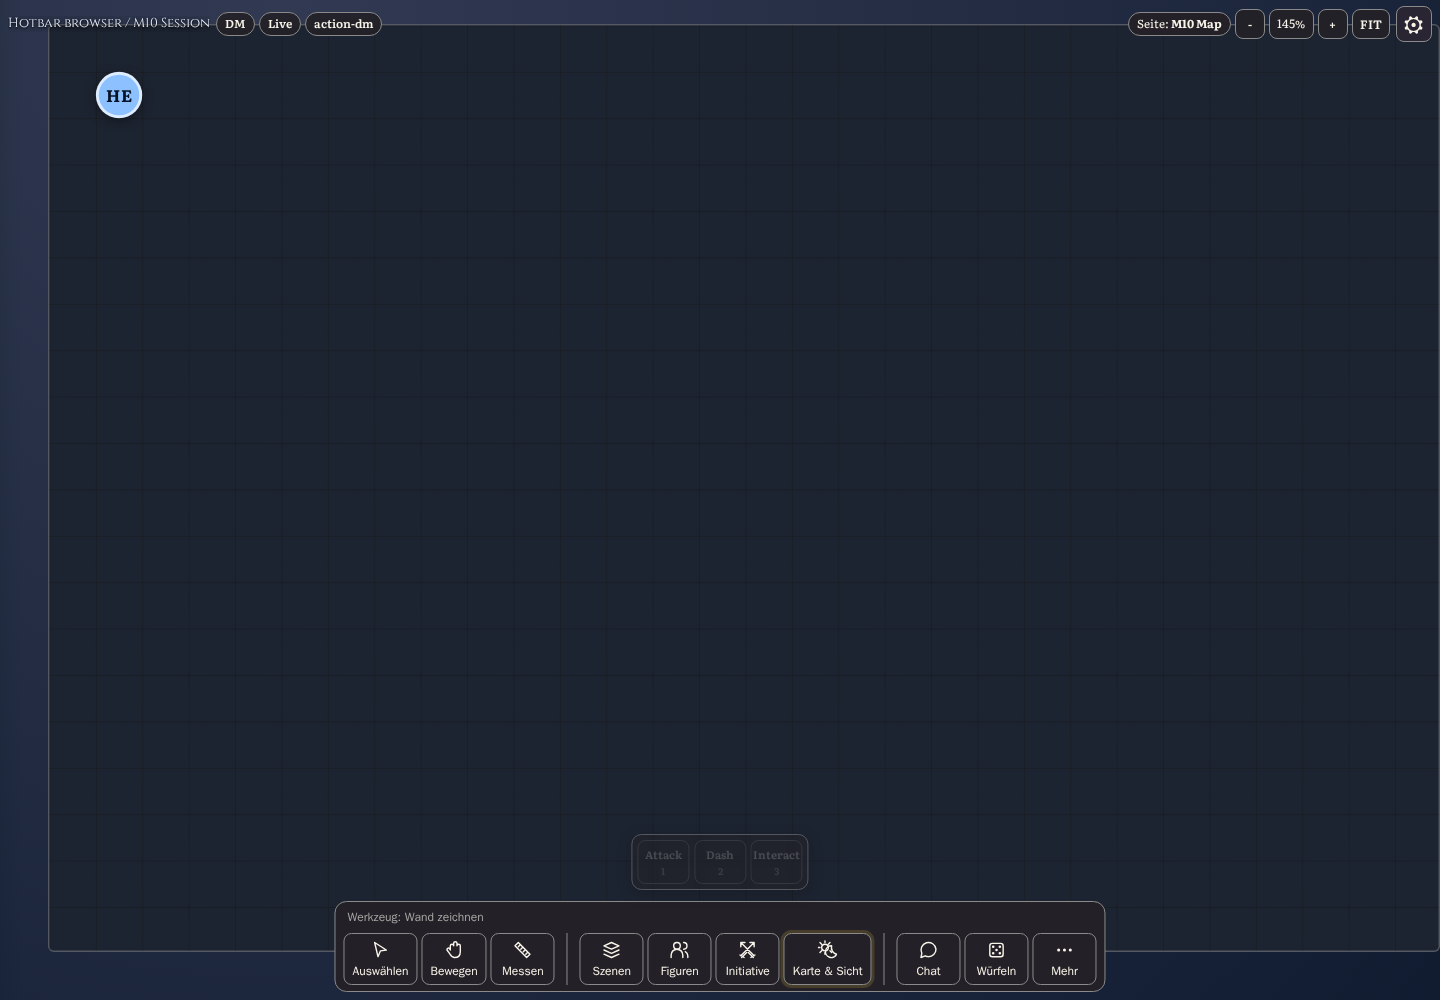 Hotbar browser / M10 Session DM Live action-dm Seite: M10 Map - 145% + FIT
HE
Attack Dash Interact
1 2 3
Werkzeug: Wand zeichnen
Auswählen Bewegen Messen Szenen Figuren Initiative Karte & Sicht Chat Würfeln Mehr